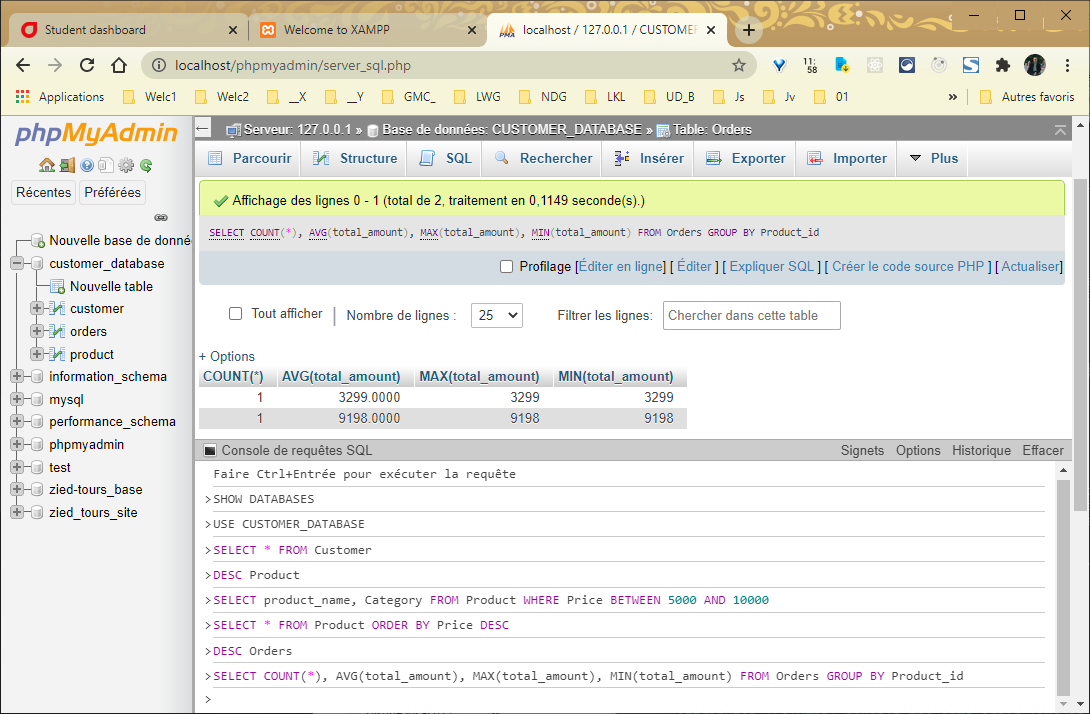 Student dashboard
Welcome to XAMPP
localhost / 127.0.0.1 / CUSTOMER
localhost/phpmyadmin/server_sql.php
11:58
Applications Welc1 Welc2 __X __Y GMC_ LWG NDG LKL UD_B Js Jv 01 » Autres favoris
phpMyAdmin
Récentes Préférées
Nouvelle base de donné
customer_database
Nouvelle table
customer
orders
product
information_schema
mysql
performance_schema
phpmyadmin
test
zied-tours_base
zied_tours_site
Serveur: 127.0.0.1 » Base de données: CUSTOMER_DATABASE » Table: Orders
Parcourir Structure SQL Rechercher Insérer Exporter Importer Plus
Affichage des lignes 0 - 1 (total de 2, traitement en 0,1149 seconde(s).)
SELECT COUNT(*), AVG(total_amount), MAX(total_amount), MIN(total_amount) FROM Orders GROUP BY Product_id
Profilage [Éditer en ligne] [ Éditer ] [ Expliquer SQL ] [ Créer le code source PHP ] [ Actualiser]
Tout afficher | Nombre de lignes : 25 Filtrer les lignes: Chercher dans cette table
+ Options
COUNT(*) AVG(total_amount) MAX(total_amount) MIN(total_amount)
1 3299.0000 3299 3299
1 9198.0000 9198 9198
Console de requêtes SQL Signets Options Historique Effacer
Faire Ctrl+Entrée pour exécuter la requête
>SHOW DATABASES
>USE CUSTOMER_DATABASE
>SELECT * FROM Customer
>DESC Product
>SELECT product_name, Category FROM Product WHERE Price BETWEEN 5000 AND 10000
>SELECT * FROM Product ORDER BY Price DESC
>DESC Orders
>SELECT COUNT(*), AVG(total_amount), MAX(total_amount), MIN(total_amount) FROM Orders GROUP BY Product_id
>